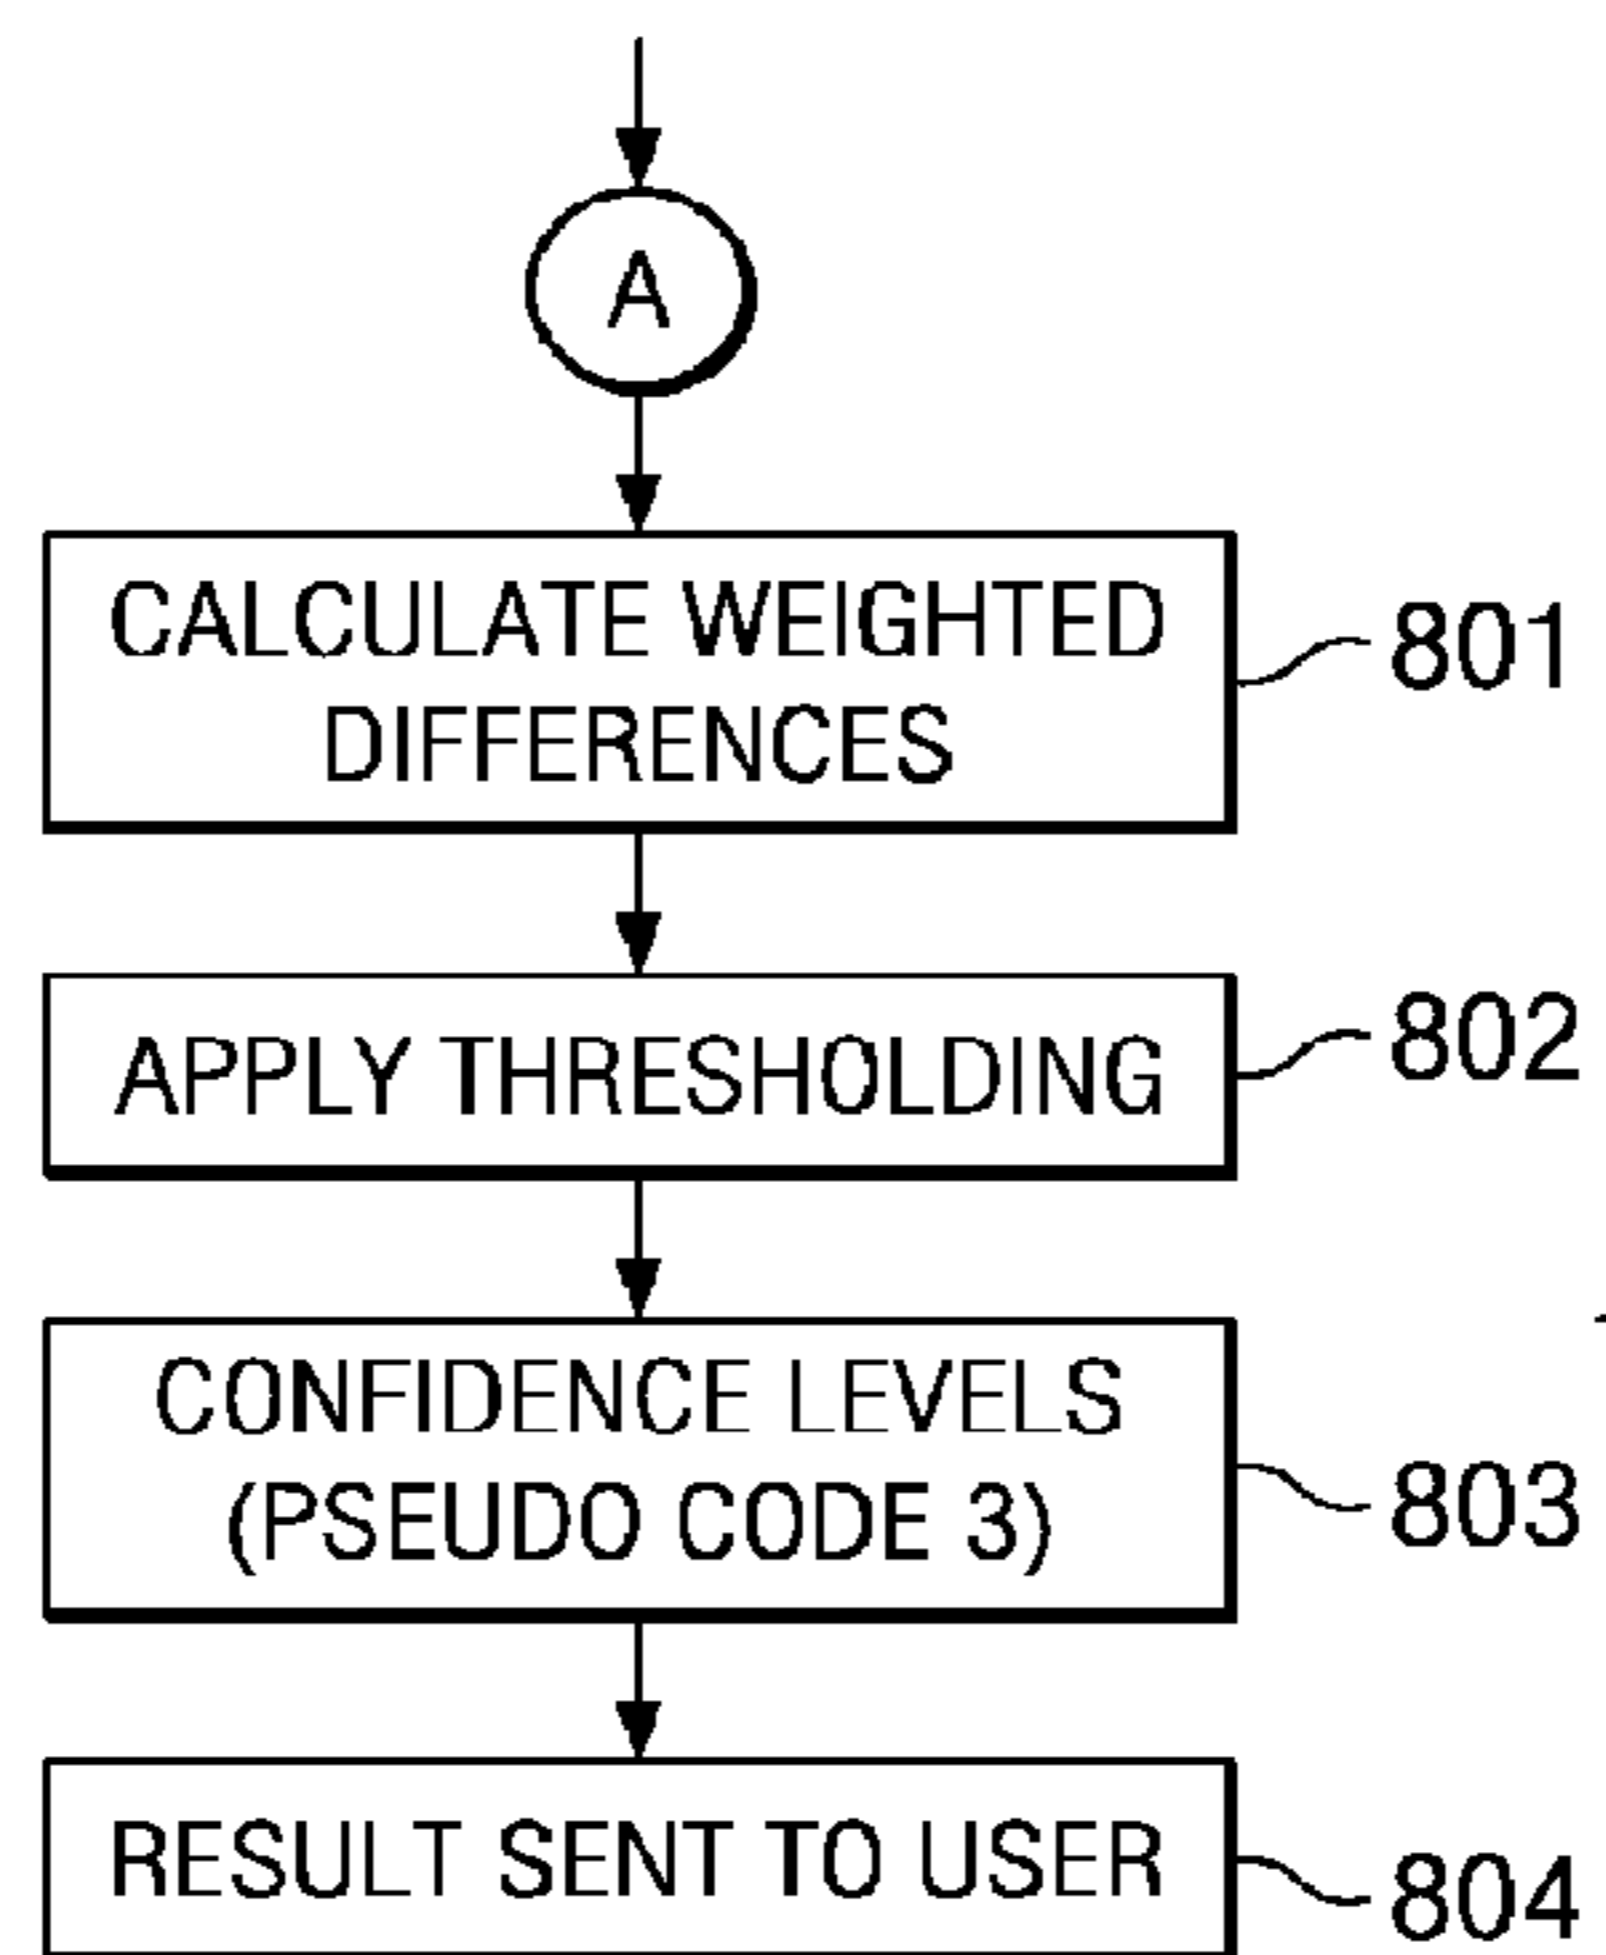 A
CALCULATE WEIGHTED
DIFFERENCES
801
APPLY THRESHOLDING
802
CONFIDENCE LEVELS
(PSEUDO CODE 3)
803
RESULT SENT TO USER
804